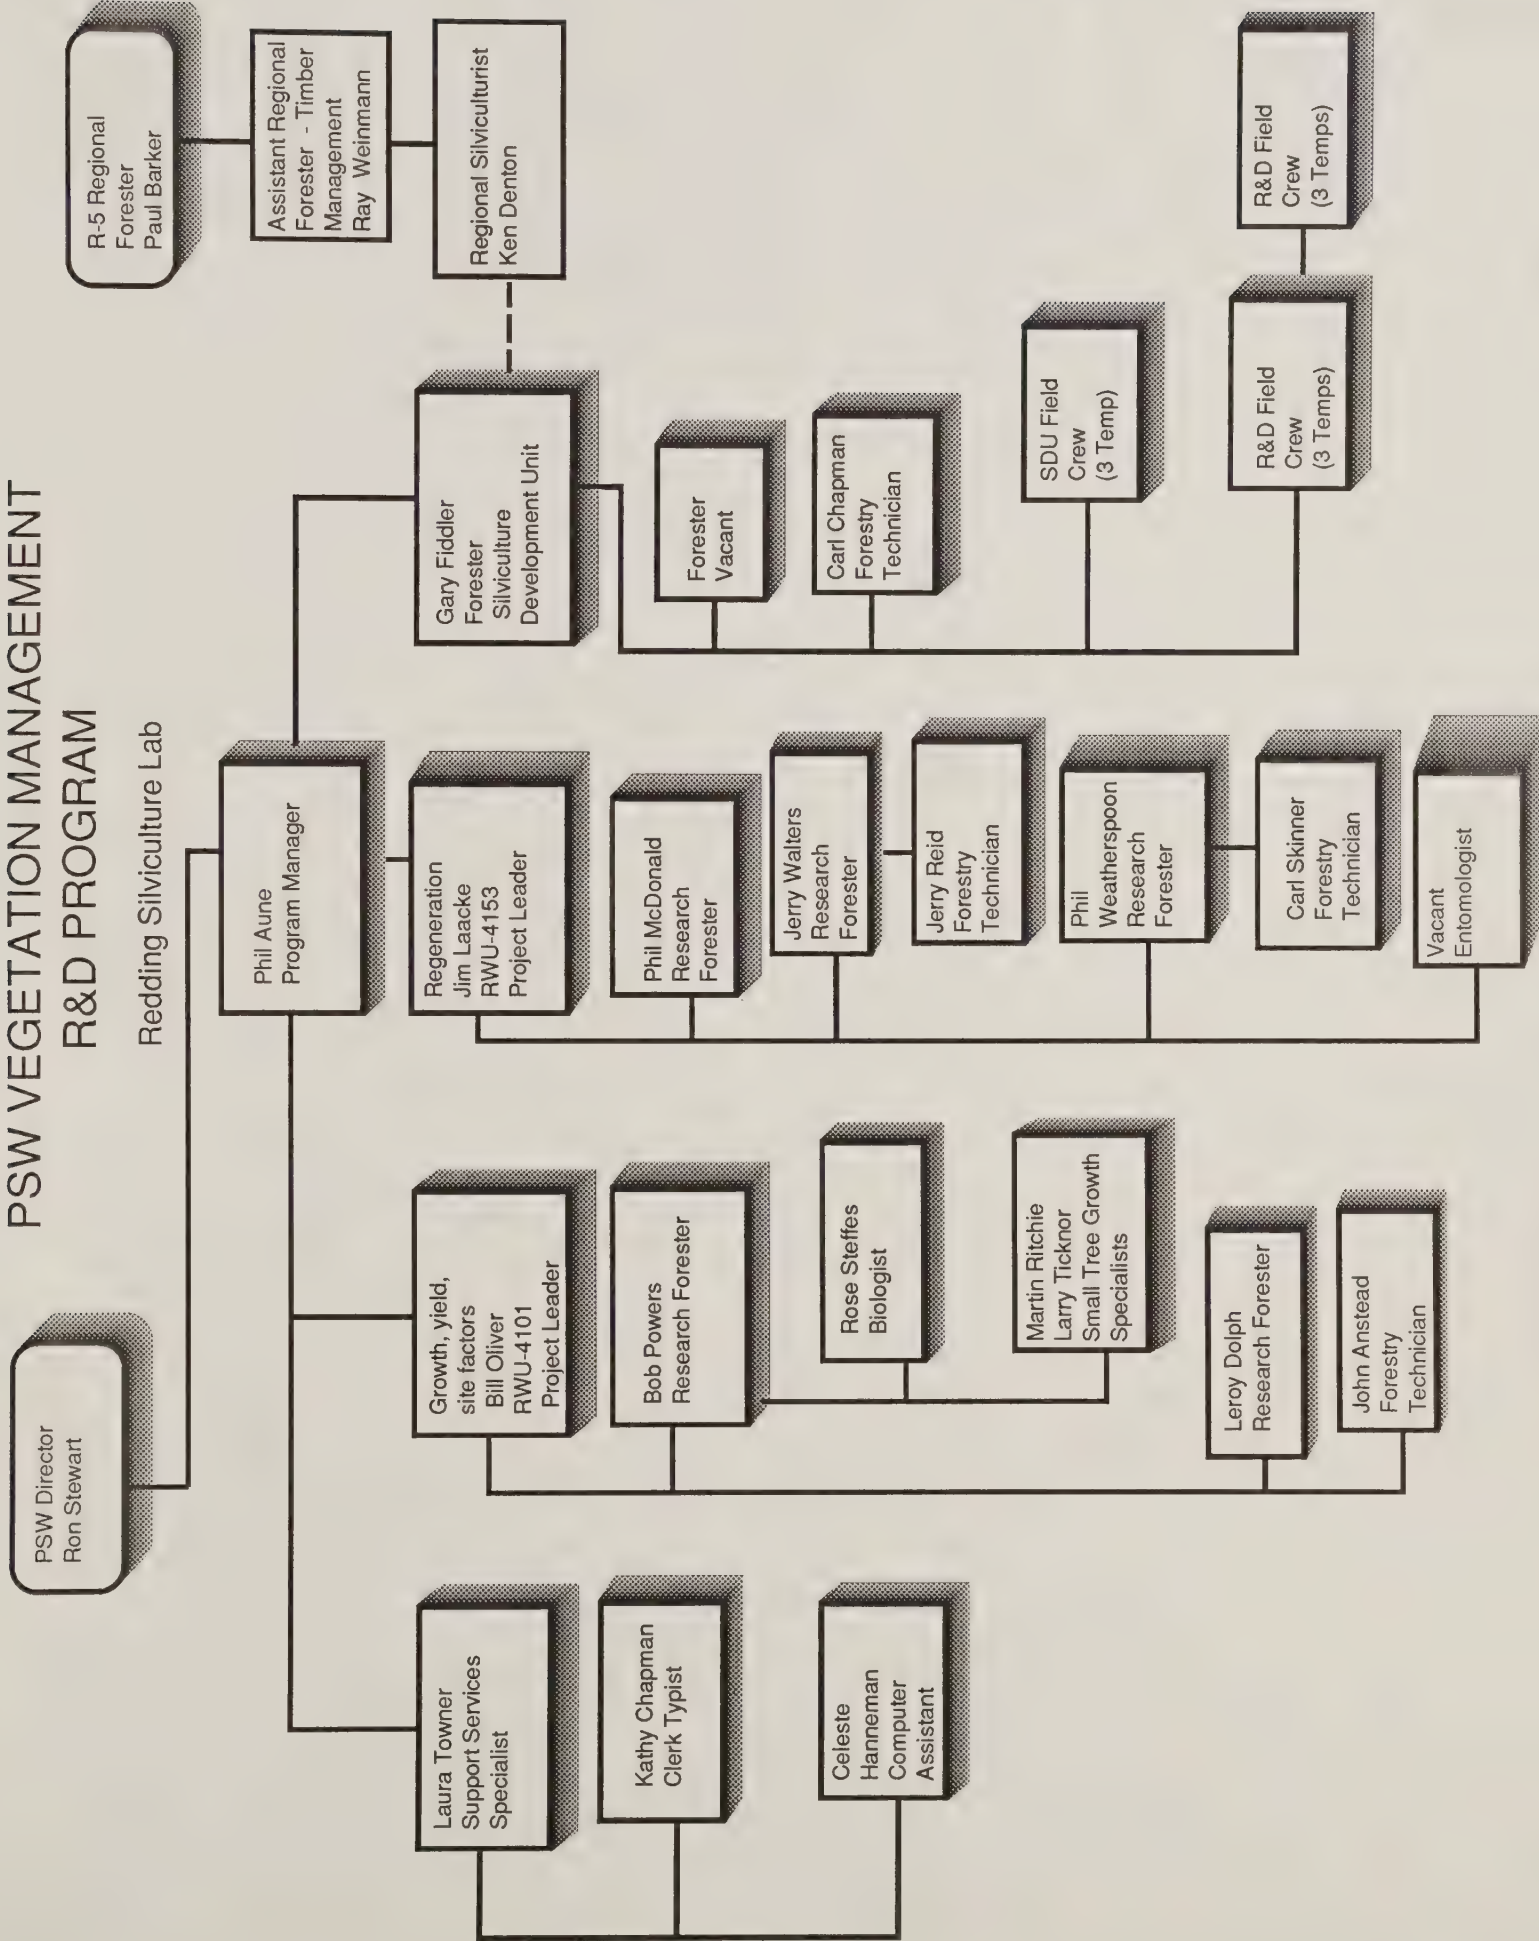 PSW VEGETATION MANAGEMENT
R&D PROGRAM
Redding Silviculture Lab
PSW Director
Ron Stewart
R-5 Regional
Forester
Paul Barker
Assistant Regional
Forester - Timber
Management
Ray Weinmann
Regional Silviculturist
Ken Denton
Phil Aune
Program Manager
Laura Towner
Support Services
Specialist
Kathy Chapman
Clerk Typist
Celeste
Hanneman
Computer
Assistant
Growth, yield,
site factors
Bill Oliver
RWU-4101
Project Leader
Bob Powers
Research Forester
Rose Steffes
Biologist
Martin Ritchie
Larry Ticknor
Small Tree Growth
Specialists
Leroy Dolph
Research Forester
John Anstead
Forestry
Technician
Regeneration
Jim Laacke
RWU-4153
Project Leader
Phil McDonald
Research
Forester
Jerry Walters
Research
Forester
Jerry Reid
Forestry
Technician
Phil
Weatherspoon
Research
Forester
Carl Skinner
Forestry
Technician
Vacant
Entomologist
Gary Fiddler
Forester
Silviculture
Development Unit
Forester
Vacant
Carl Chapman
Forestry
Technician
SDU Field
Crew
(3 Temp)
R&D Field
Crew
(3 Temps)
R&D Field
Crew
(3 Temps)